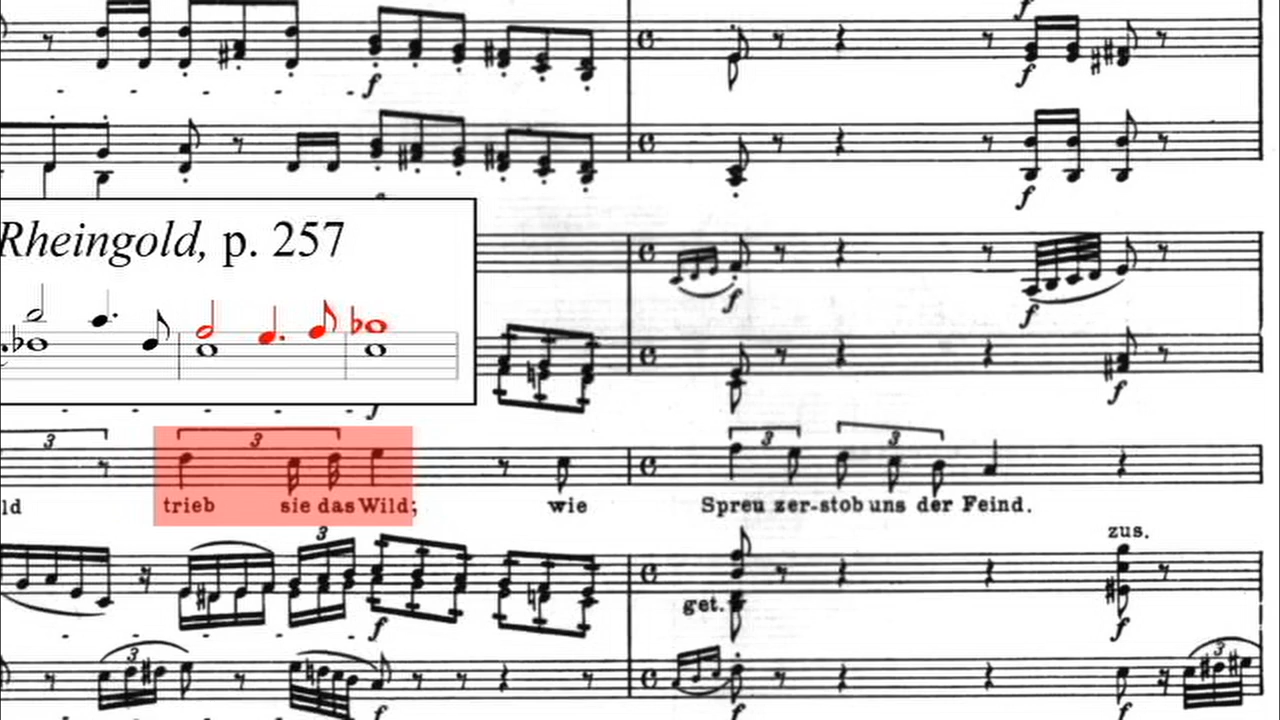 f
f f
f
Rheingold, p. 257
f f
f f
3 3 3 3
ld trieb sie das Wild; wie Spreu zer-stob uns der Feind.
zus.
3
get.
f f
3 3
f f f